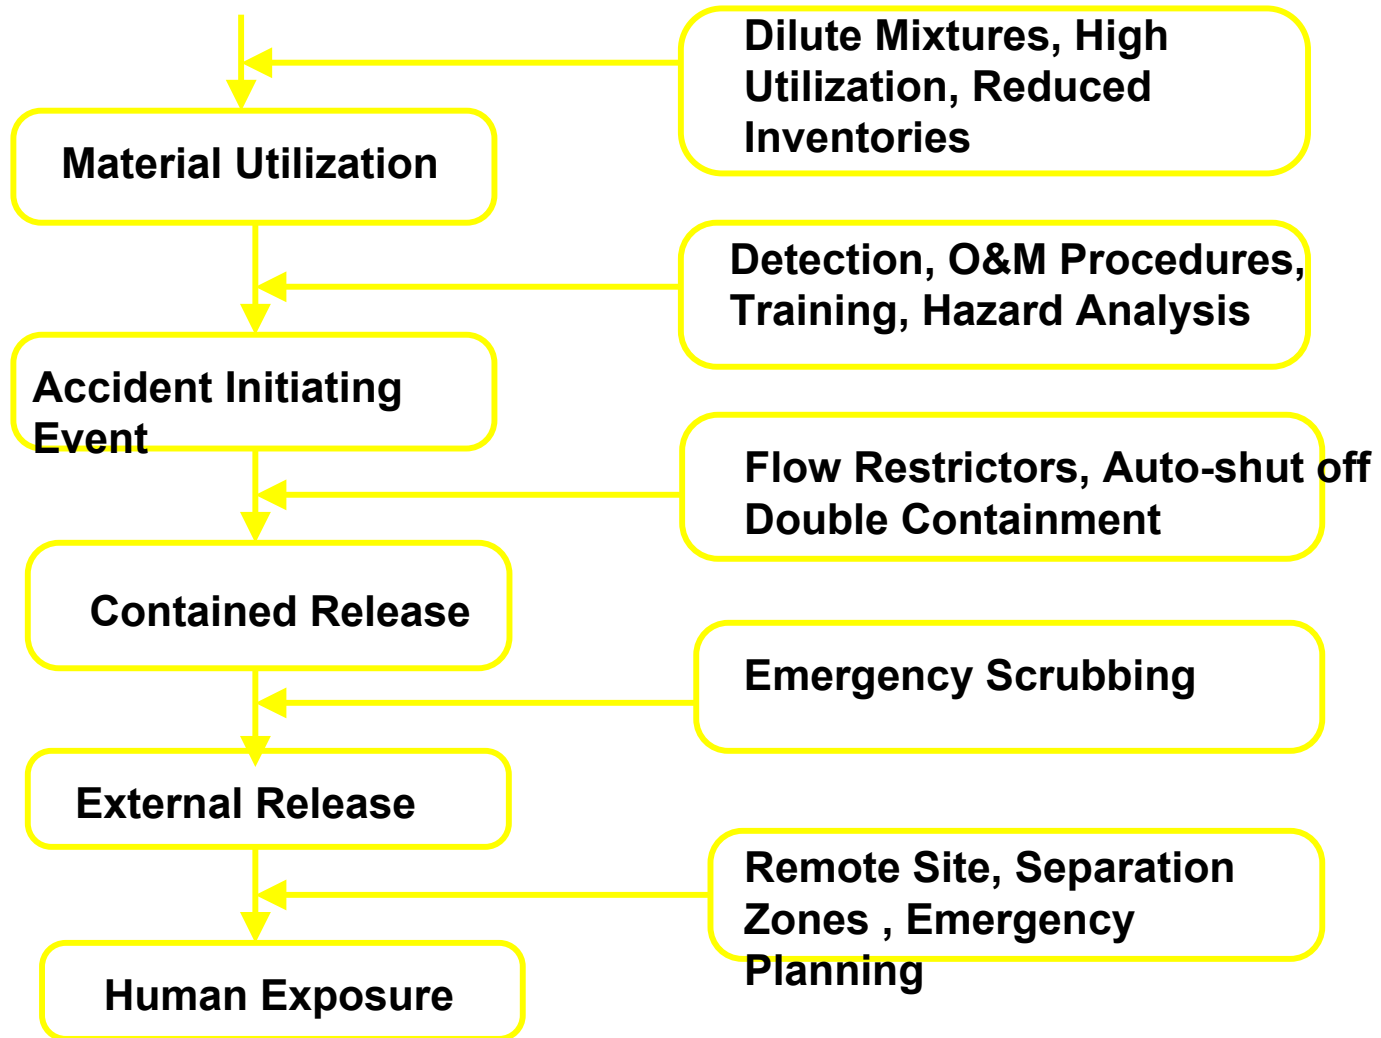 Dilute Mixtures, High
Utilization, Reduced
Inventories
Material Utilization
Detection, O&M Procedures,
Training, Hazard Analysis
Accident Initiating
Event
Flow Restrictors, Auto-shut off
Double Containment
Contained Release
Emergency Scrubbing
External Release
Remote Site, Separation
Zones , Emergency
Planning
Human Exposure